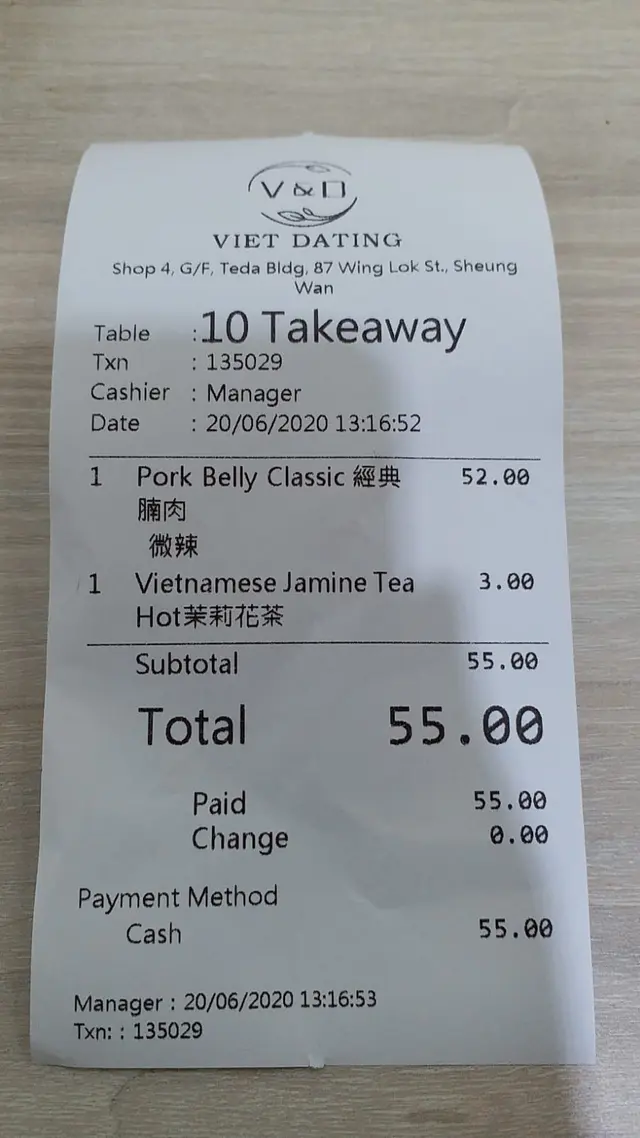 V & D
VIET DATING
Shop 4, G/F, Teda Bldg, 87 Wing Lok St., Sheung
Wan
Table :10 Takeaway
Txn : 135029
Cashier : Manager
Date : 20/06/2020 13:16:52
1 Pork Belly Classic 經典 52.00
腩肉
微辣
1 Vietnamese Jamine Tea 3.00
Hot茉莉花茶
Subtotal 55.00
Total 55.00
Paid 55.00
Change 0.00
Payment Method
Cash 55.00
Manager : 20/06/2020 13:16:53
Txn: : 135029